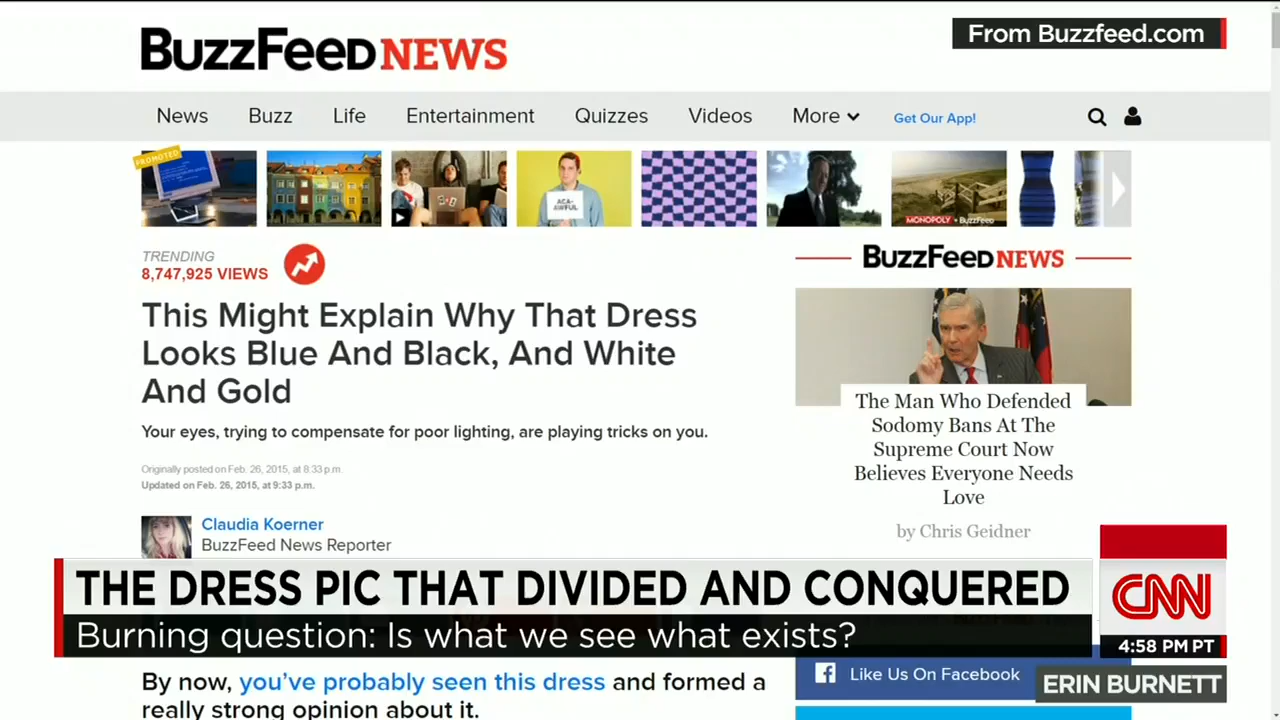 BuzzFeed NEWS
From Buzzfeed.com
News Buzz Life Entertainment Quizzes Videos More Get Our App!
PROMOTED
ACA-
AWFUL
MONOPOLY + BuzzFeed
TRENDING
8,747,925 VIEWS
This Might Explain Why That Dress
Looks Blue And Black, And White
And Gold
Your eyes, trying to compensate for poor lighting, are playing tricks on you.
Originally posted on Feb. 26, 2015, at 8:33 p.m.
Updated on Feb. 26, 2015, at 9:33 p.m.
Claudia Koerner
BuzzFeed News Reporter
BuzzFeed NEWS
The Man Who Defended
Sodomy Bans At The
Supreme Court Now
Believes Everyone Needs
Love
by Chris Geidner
THE DRESS PIC THAT DIVIDED AND CONQUERED
Burning question: Is what we see what exists?
CNN
4:58 PM PT
By now, you've probably seen this dress and formed a
really strong opinion about it.
Like Us On Facebook
ERIN BURNETT